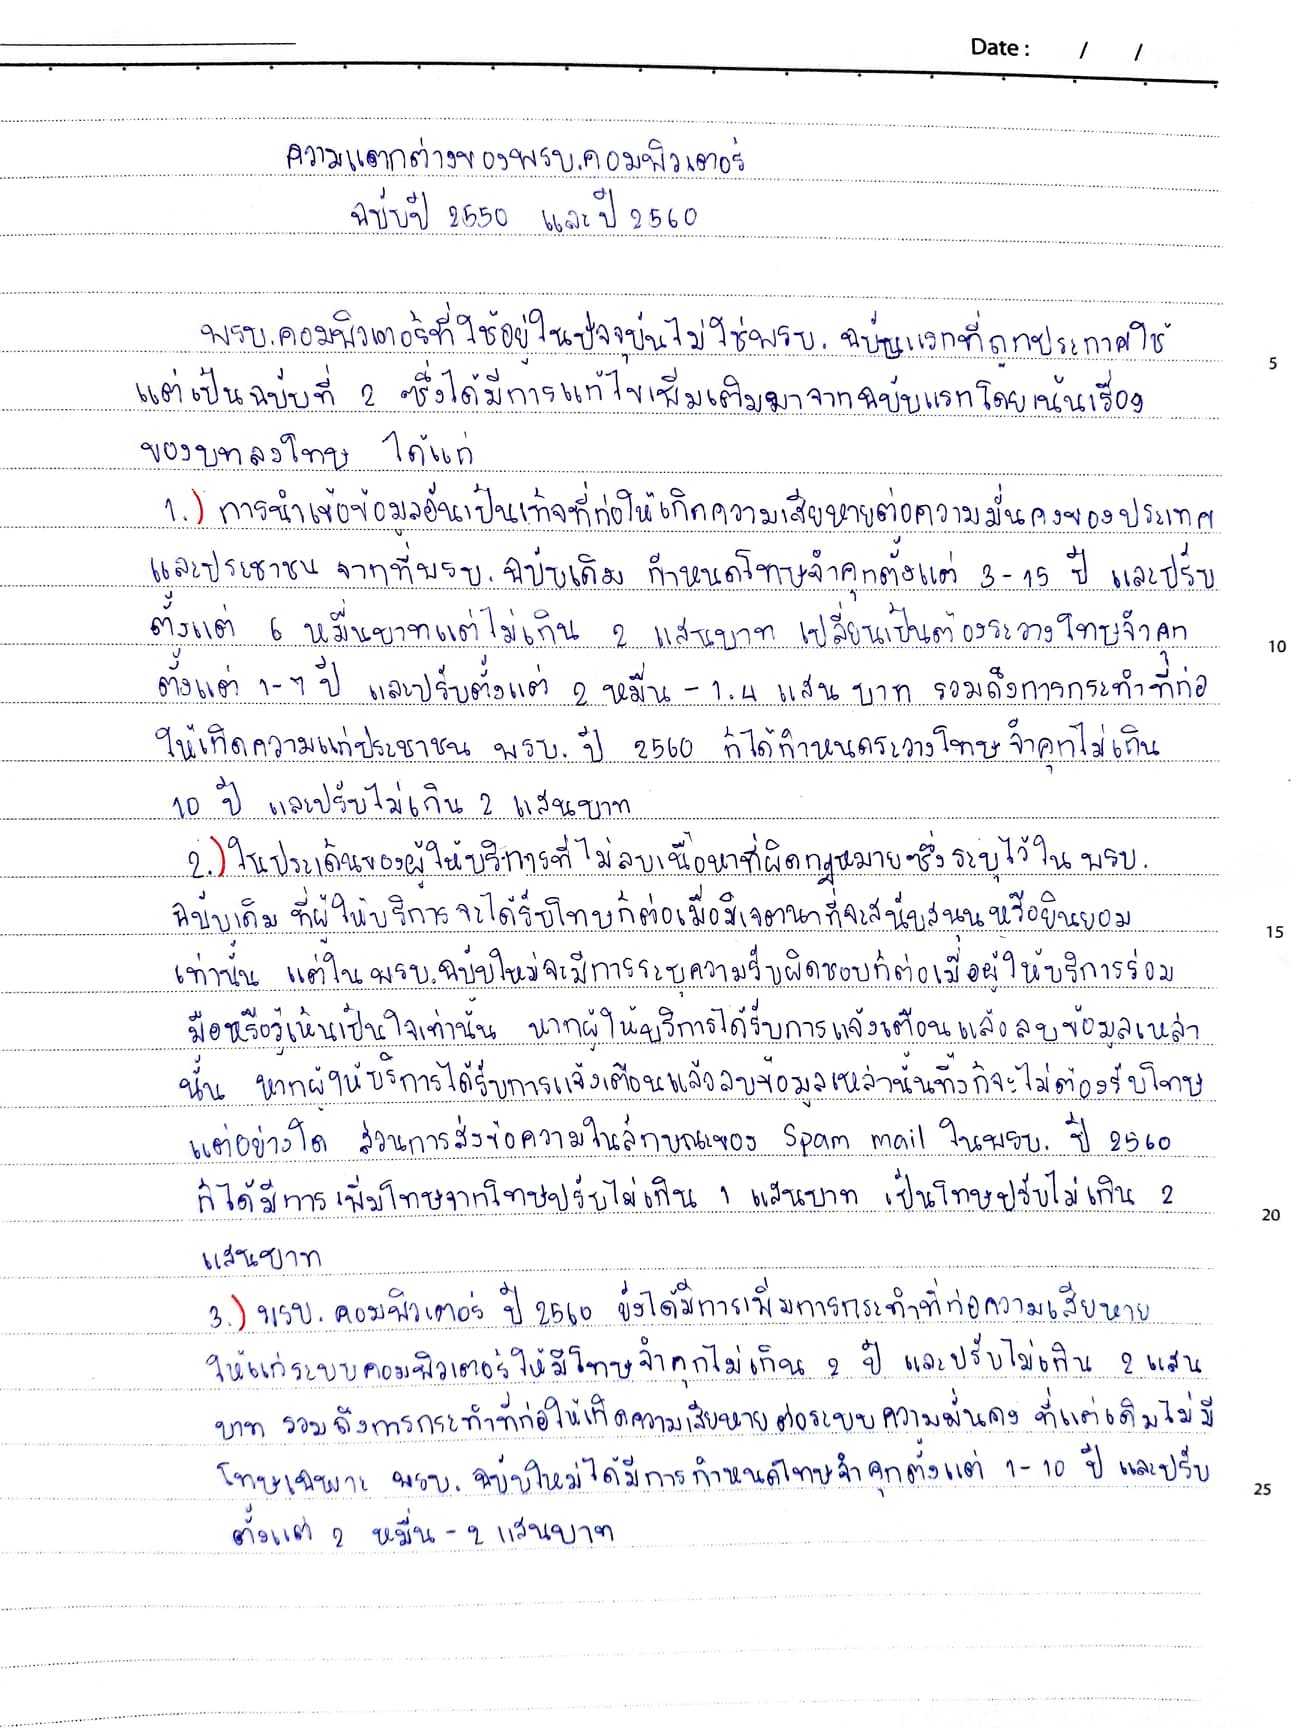 Date : / /
ความแตกต่างของพรบ.คอมพิวเตอร์
ฉบับปี 2550 และปี 2560
พรบ.คอมพิวเตอร์ที่ใช้อยู่ในปัจจุบันไม่ใช่พรบ. ฉบับแรกที่ถูกประกาศใช้
5
แต่เป็นฉบับที่ 2 ซึ่งได้มีการแก้ไขเพิ่มเติมมาจากฉบับแรกโดยเน้นเรื่อง
ของบทลงโทษ ได้แก่
1.) การนำเข้อข้อมูลอันเป็นเท้จที่ก่อให้เกิดความเสียหายต่อความมั่นคงของประเทศ
และประชาชน จากที่พรบ. ฉบับเดิม กำหนดโทษจำคุกตั้งแต่ 3-15 ปี และปรับ
ตั้งแต่ 6 หมื่นบาทแต่ไม่เกิน 2 แสนบาท เปลี่ยนเป็นต้องระวางโทษจำคุก
10
ตั้งแต่ 1-7 ปี และปรับตั้งแต่ 2 หมื่น - 1.4 แสน บาท รวมถึงการกระทำที่ก่อ
ให้เกิดความแก่ประชาชน พรบ. ปี 2560 ก็ได้กำหนดระวางโทษจำคุกไม่เกิน
10 ปี และปรับไม่เกิน 2 แสนบาท
2.) ในประเด็นของผู้ให้บริการที่ไม่ลบเนื้อหาที่ผิดกฎหมายซึ่งระบุไว้ใน พรบ.
ฉบับเดิม ที่ผู้ให้บริการจะได้รับโทษก็ต่อเมื่อมีเจตนาที่จะสนับสนุนหรือยินยอม
15
เท่านั้น แต่ในพรบ.ฉบับใหม่จะมีการระบุความรับผิดชอบก็ต่อเมื่อผู้ให้บริการร่วม
มือหรือรู้เห็นเป็นใจเท่านั้น หากผู้ให้บริการได้รับการแจ้งเตือนแล้วลบข้อมูลเหล่า
นั้น หากผู้ให้บริการได้รับการแจ้งเตือนแล้วลบข้อมูลเหล่านั้นทิ้งก็จะไม่ต้องรับโทษ
แต่อย่างใด ส่วนการส่งข้อความในลักษณะของ Spam mail ในพรบ. ปี 2560
ก็ได้มีการเพิ่มโทษจากโทษปรับไม่เกิน 1 แสนบาท เป็นโทษปรับไม่เกิน 2
20
แสนบาท
3.) พรบ. คอมพิวเตอร์ ปี 2560 ยังได้มีการเพิ่มการกระทำที่ก่อความเสียหาย
ให้แก่ระบบคอมพิวเตอร์ให้มีโทษจำคุกไม่เกิน 2 ปี และปรับไม่เกิน 2 แสน
บาท รวมถึงการกระทำที่ก่อให้เกิดความเสียหายต่อระบบความมั่นคง ที่แต่เดิมไม่มี
โทษเฉพาะ พรบ. ฉบับใหม่ได้มีการกำหนดโทษจำคุกตั้งแต่ 1-10 ปี และปรับ
25
ตั้งแต่ 2 หมื่น - 2 แสนบาท